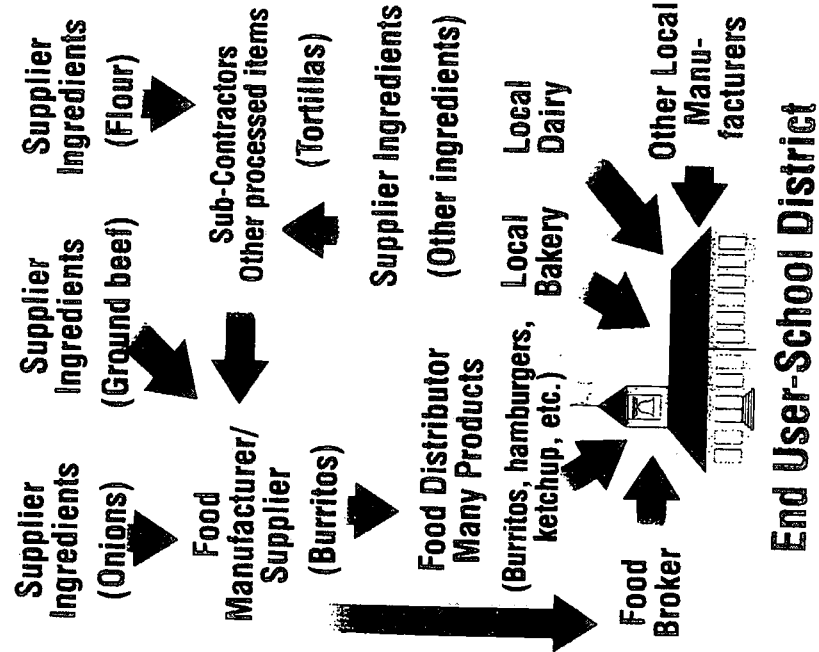 Supplier
Ingredients
(Onions)
Supplier
Ingredients
(Ground beef)
Supplier
Ingredients
(Flour)
Food
Manufacturer/
Supplier
(Burritos)
Sub-Contractors
Other processed items
(Tortillas)
Supplier Ingredients
(Other ingredients)
Food Distributor
Many Products
(Burritos, hamburgers,
ketchup, etc.)
Local
Bakery
Local
Dairy
Food
Broker
Other Local
Manu-
facturers
End User-School District